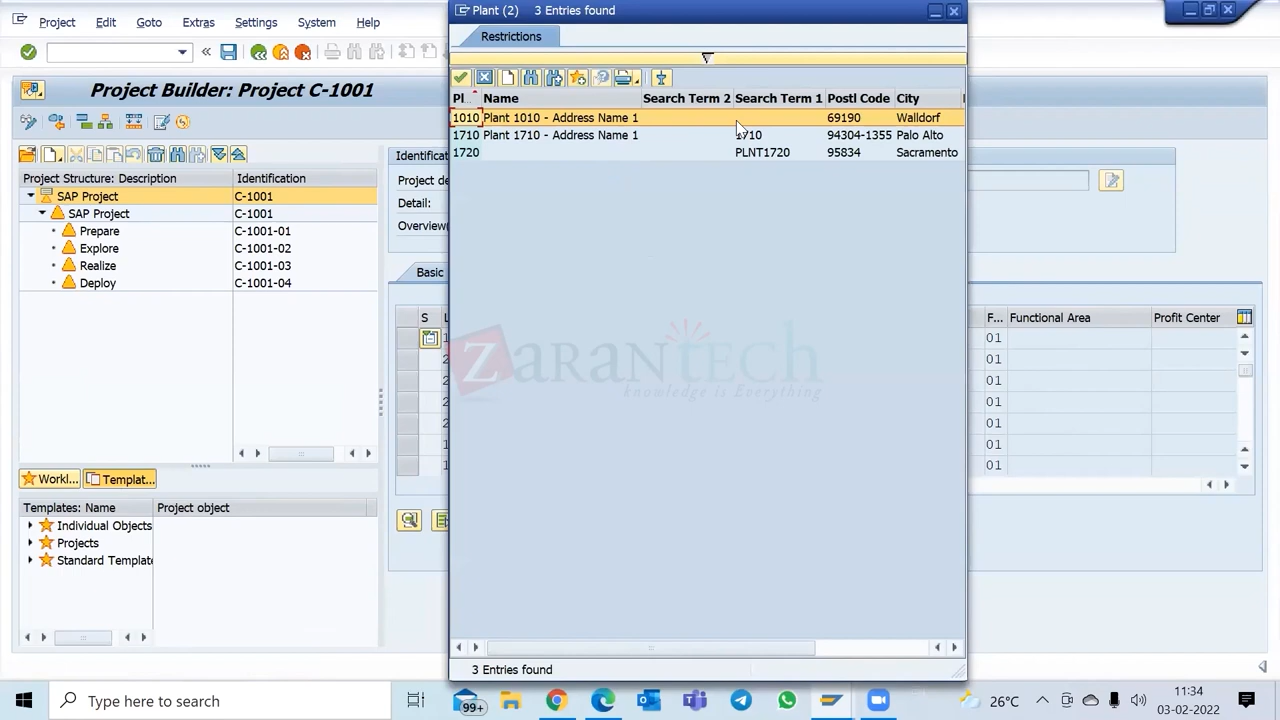 Project Edit Goto Extras Settings System Help
Project Builder: Project C-1001
Project Structure: Description Identification
SAP Project C-1001
SAP Project C-1001
Prepare C-1001-01
Explore C-1001-02
Realize C-1001-03
Deploy C-1001-04
Workl... Templat...
Templates: Name Project object
Individual Objects
Projects
Standard Template
Identificat
Project de
Detail:
Overview(
Basic
S
Plant (2) 3 Entries found
Restrictions
Pl... Name Search Term 2 Search Term 1 Postl Code City
1010 Plant 1010 - Address Name 1 69190 Walldorf
1710 Plant 1710 - Address Name 1 1710 94304-1355 Palo Alto
1720 PLNT1720 95834 Sacramento
ZaranTech
knowledge is Everything
3 Entries found
F... Functional Area Profit Center
01
01
01
01
01
01
01
Type here to search
99+
26°C
11:34
03-02-2022